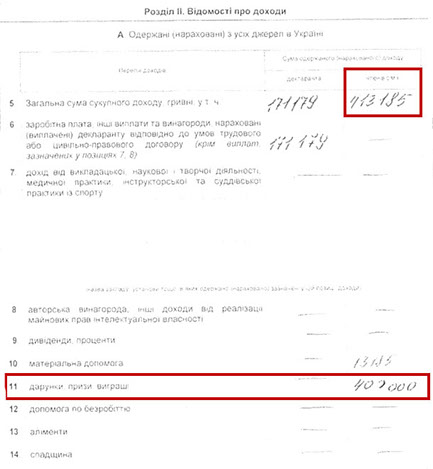 Розділ ІІ. Відомості про доходи
А Одержані (нараховані) з усіх джерел в Україні
Перелік доходів
Сума одержаного (нарахованого) доходу
декларанта
членів сім'ї
5 Загальна сума сукупного доходу, гривні, у т. ч. 171179 413185
6 заробітна плата, інші виплати та винагороди, нараховані
(виплачені) декларанту відповідно до умов трудового
або цивільно-правового договору (крім виплат,
зазначених у позиціях 7, 8) 171179 —
7 дохід від викладацької, наукової і творчої діяльності,
медичної практики, інструкторської та суддівської
практики із спорту — —
8 авторська винагорода, інші доходи від реалізації
майнових прав інтелектуальної власності — —
9 дивіденди, проценти — —
10 матеріальна допомога — 13185
11 дарунки, призи, виграші — 400000
12 допомога по безробіттю — —
13 аліменти — —
14 спадщина — —